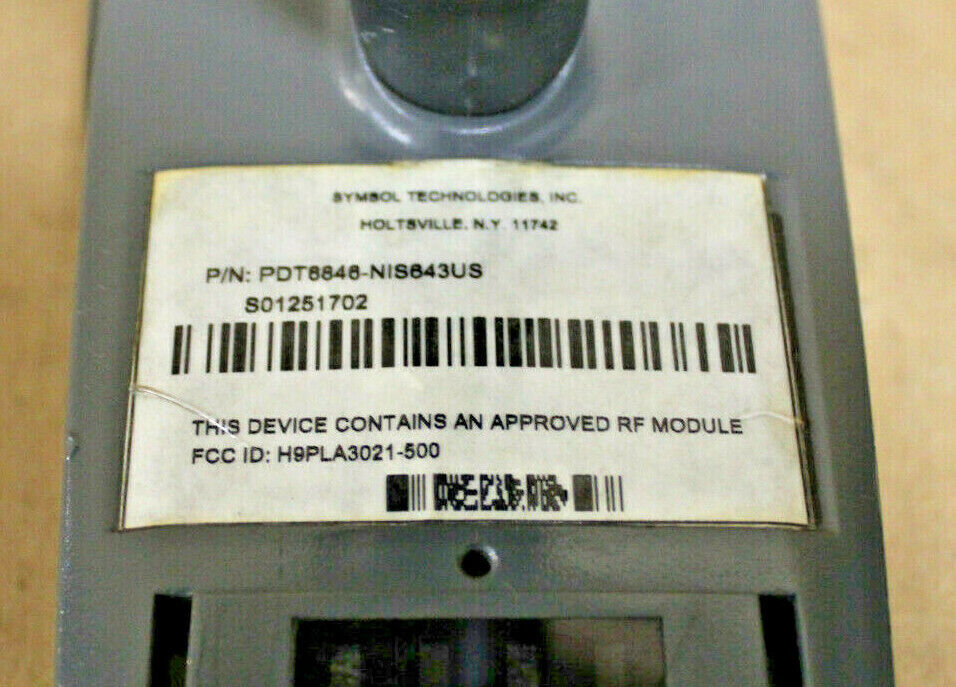 SYMBOL TECHNOLOGIES, INC.
HOLTSVILLE, N.Y. 11742
P/N: PDT6846-NIS643US
S01251702
THIS DEVICE CONTAINS AN APPROVED RF MODULE
FCC ID: H9PLA3021-500